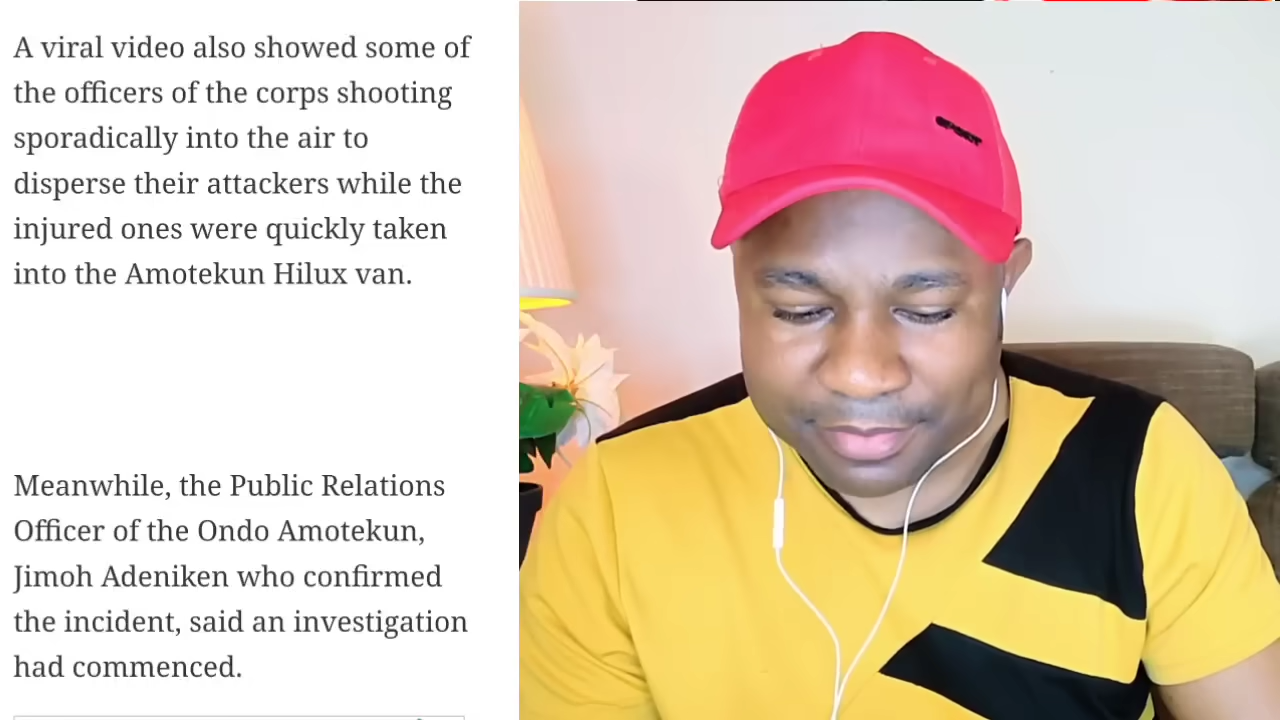 A viral video also showed some of
the officers of the corps shooting
sporadically into the air to
disperse their attackers while the
injured ones were quickly taken
into the Amotekun Hilux van.
Meanwhile, the Public Relations
Officer of the Ondo Amotekun,
Jimoh Adeniken who confirmed
the incident, said an investigation
had commenced.
SPORT